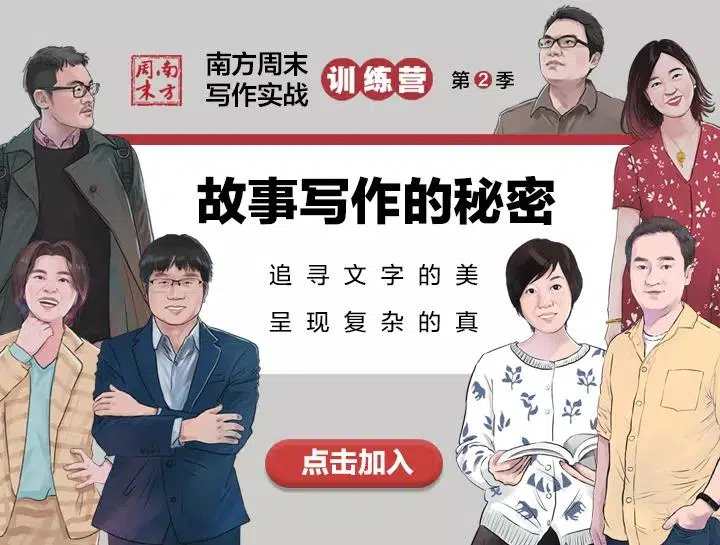 南方周末
南方周末
写作实战
训练营
第2季
故事写作的秘密
追寻文字的美
呈现复杂的真
点击加入